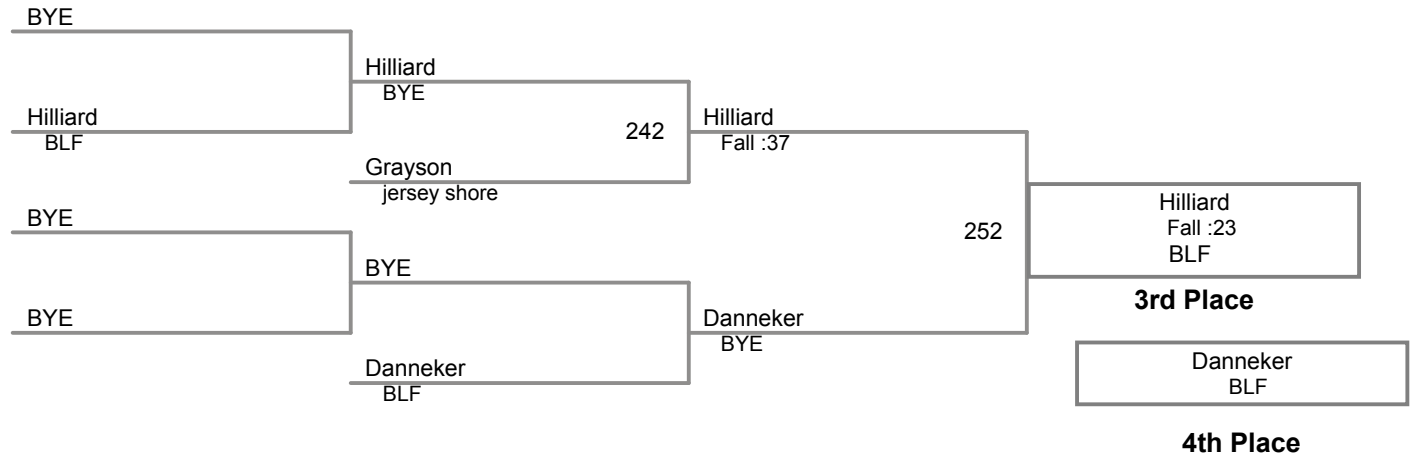 BYE
Hilliard
BYE
Hilliard
BLF
242
Hilliard
Fall :37
Grayson
jersey shore
Hilliard
Fall :23
BLF
BYE
252
BYE
3rd Place
BYE
Danneker
BYE
Danneker
BLF
Danneker
BLF
4th Place